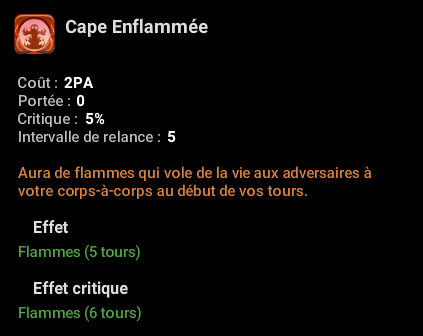 Cape Enflammée
Coût : 2PA
Portée : 0
Critique : 5%
Intervalle de relance : 5
Aura de flammes qui vole de la vie aux adversaires à
votre corps-à-corps au début de vos tours.
Effet
Flammes (5 tours)
Effet critique
Flammes (6 tours)